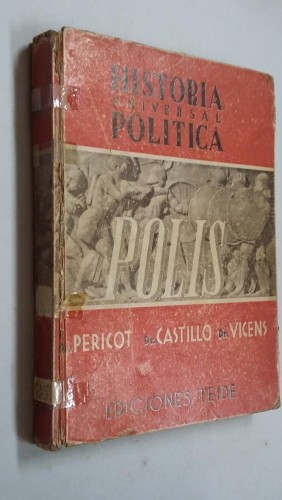 HISTORIA
UNIVERSAL
POLITICA
POLIS
DR. PERICOT DR. CASTILLO DR. VICENS
EDICIONES TEIDE